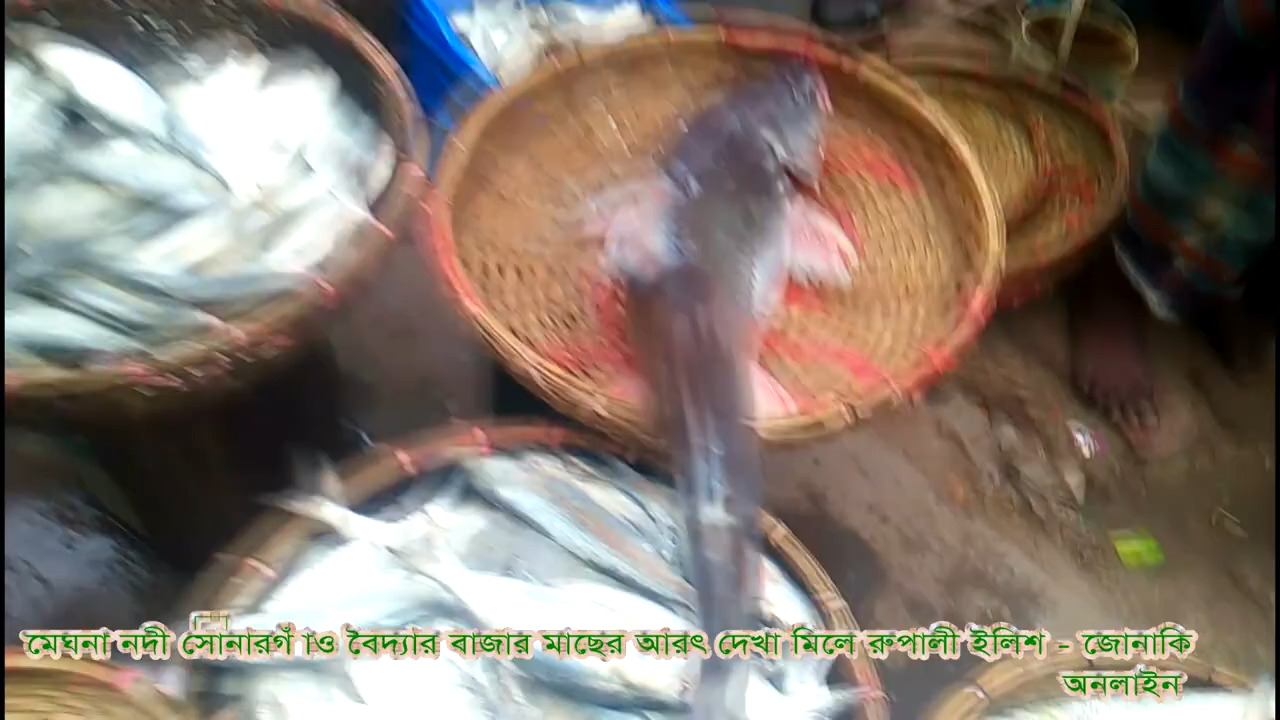 মেঘনা নদী সোনারগঁ াও বৈদ্যার বাজার মাছের আরৎ দেখা মিলে রুপালী ইলিশ - জোনাকি
অনলাইন